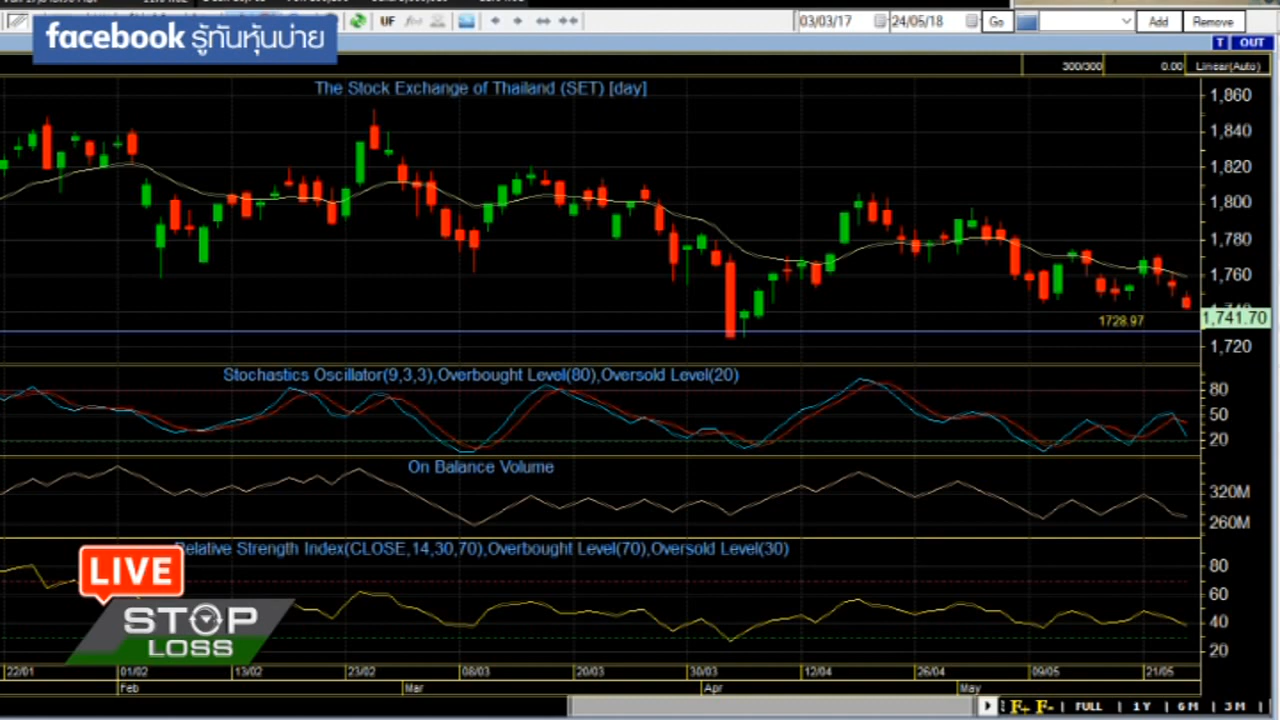 UF
03/03/17
24/05/18
Go
Add
Remove
facebook รู้ทันหุ้นบ่าย
T OUT
300/300 0.00 Linear(Auto)
The Stock Exchange of Thailand (SET) [day]
1,860
1,840
1,820
1,800
1,780
1,760
1728.97
1,741.70
1,720
Stochastics Oscillator(9,3,3),Overbought Level(80),Oversold Level(20)
80
50
20
On Balance Volume
320M
260M
Relative Strength Index(CLOSE,14,30,70),Overbought Level(70),Oversold Level(30)
80
60
40
20
LIVE
STOP
LOSS
22/01 01/02 13/02 23/02 08/03 20/03 30/03 12/04 26/04 09/05 21/05
Feb Mar Apr May
F+ F- | FULL | 1 Y | 6 M | 3 M |